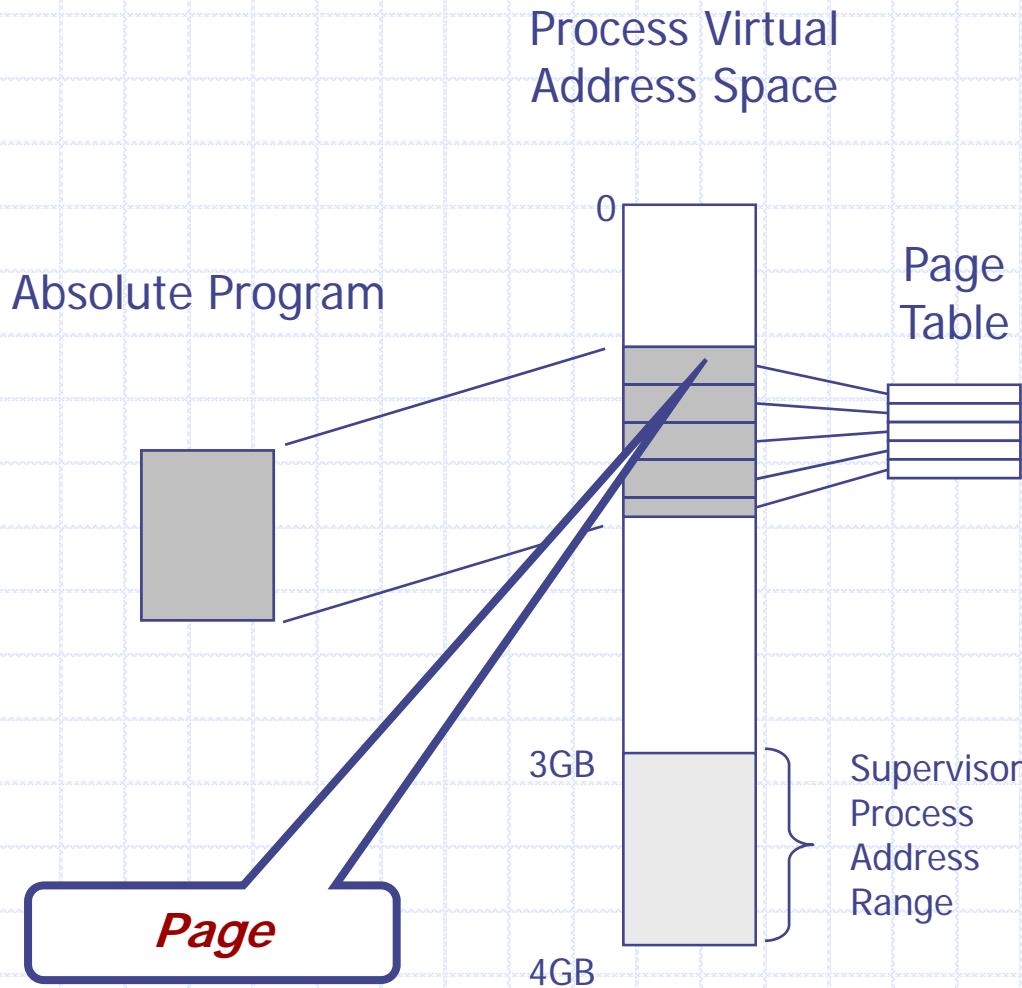 Process Virtual
Address Space
0
Absolute Program
Page
Table
3GB
Supervisor
Process
Address
Range
Page
4GB